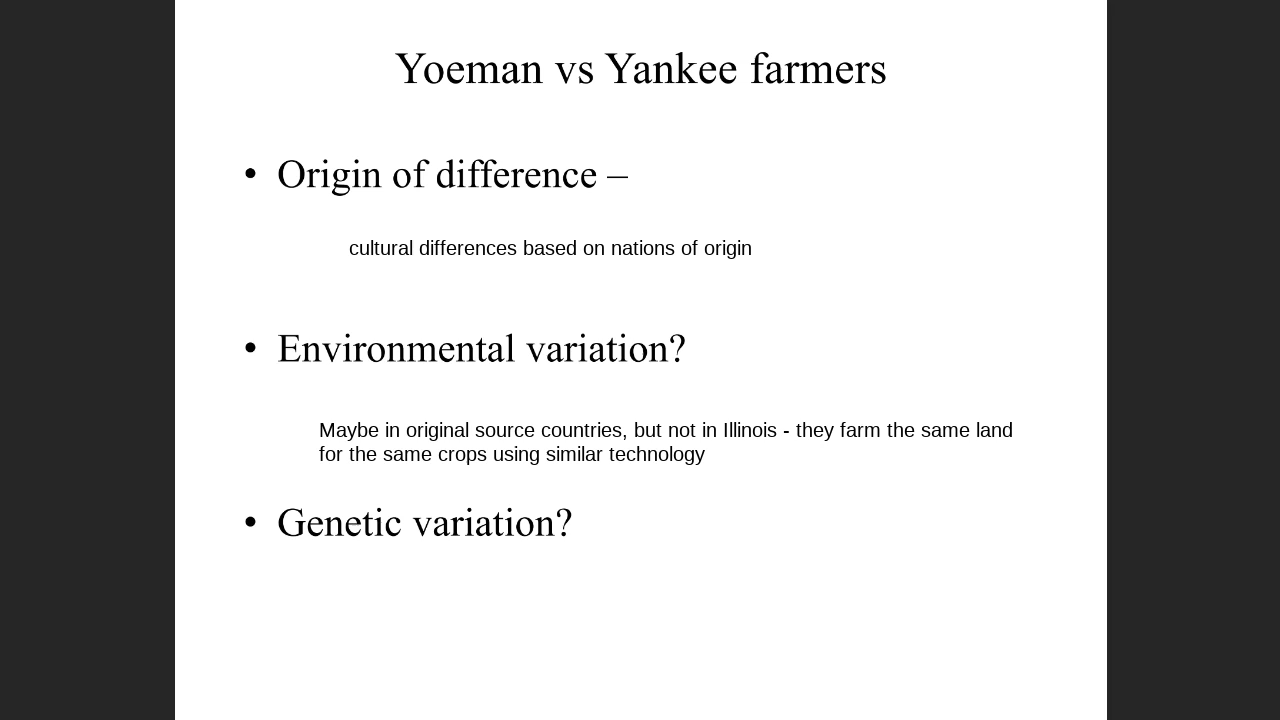 Yoeman vs Yankee farmers
• Origin of difference –
cultural differences based on nations of origin
• Environmental variation?
Maybe in original source countries, but not in Illinois - they farm the same land
for the same crops using similar technology
• Genetic variation?